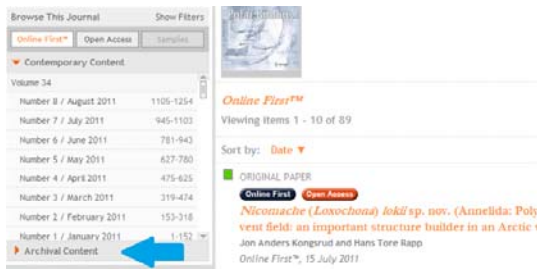 Browse This Journal Show Filters
Online First™ Open Access Samples
Contemporary Content
Volume 34
Number 8 / August 2011 1105-1254
Number 7 / July 2011 945-1103
Number 6 / June 2011 781-943
Number 5 / May 2011 627-780
Number 4 / April 2011 475-625
Number 3 / March 2011 319-474
Number 2 / February 2011 153-318
Number 1 / January 2011 1-152
Archival Content
Polar Biology
Online First™
Viewing items 1 - 10 of 89
Sort by: Date ▼
ORIGINAL PAPER
Online First Open Access
Nicomache (Loxochona) lokii sp. nov. (Annelida: Poly
vent field: an important structure builder in an Arctic v
Jon Anders Kongsrud and Hans Tore Rapp
Online First™, 15 July 2011